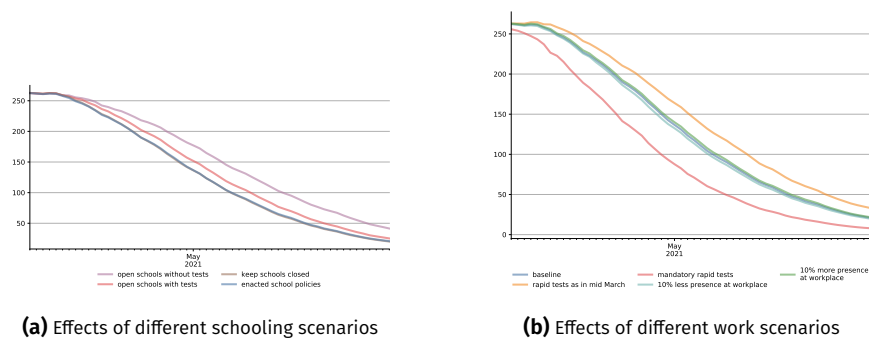 250
200
150
100
50
May
2021
open schools without tests
keep schools closed
open schools with tests
enacted school policies
(a) Effects of different schooling scenarios
250
200
150
100
50
0
May
2021
baseline
mandatory rapid tests
10% more presence
at workplace
rapid tests as in mid March
10% less presence at workplace
(b) Effects of different work scenarios